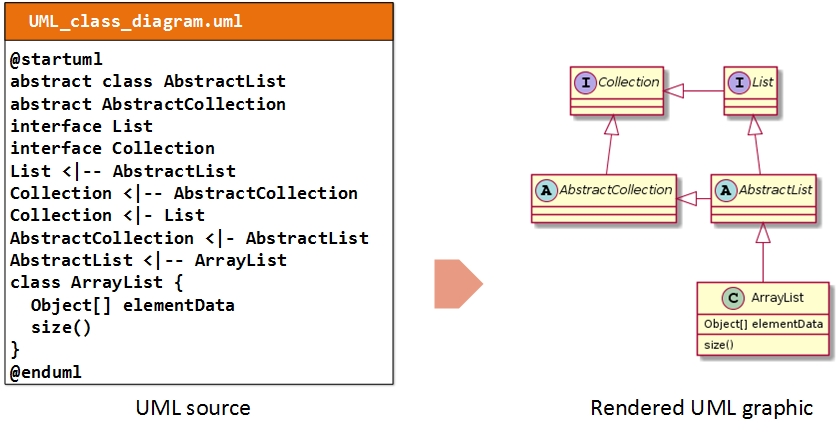 UML_class_diagram.uml
@startuml
abstract class AbstractList
abstract AbstractCollection
interface List
interface Collection
List <|-- AbstractList
Collection <|-- AbstractCollection
Collection <|- List
AbstractCollection <|- AbstractList
AbstractList <|-- ArrayList
class ArrayList {
  Object[] elementData
  size()
}
@enduml
UML source
I Collection
I List
A AbstractCollection
A AbstractList
C ArrayList
Object[] elementData
size()
Rendered UML graphic